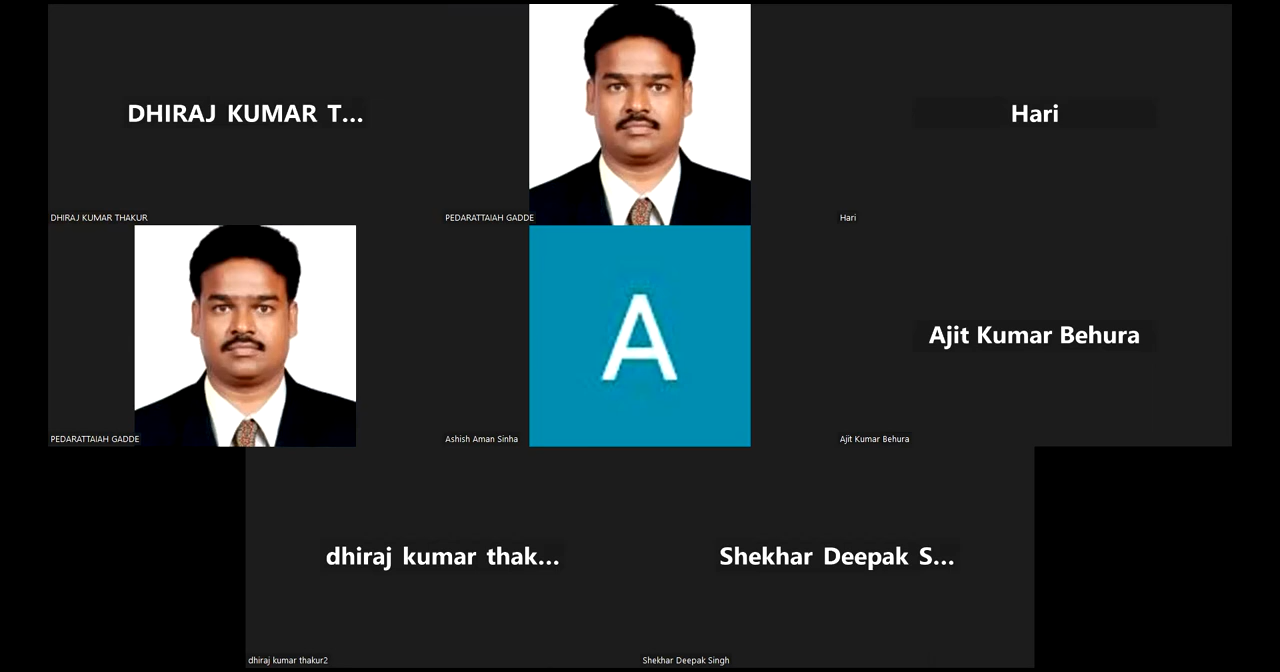 DHIRAJ KUMAR T...
Hari
DHIRAJ KUMAR THAKUR
PEDARATTAIAH GADDE
Hari
A
Ajit Kumar Behura
PEDARATTAIAH GADDE
Ashish Aman Sinha
Ajit Kumar Behura
dhiraj kumar thak...
Shekhar Deepak S...
dhiraj kumar thakur2
Shekhar Deepak Singh